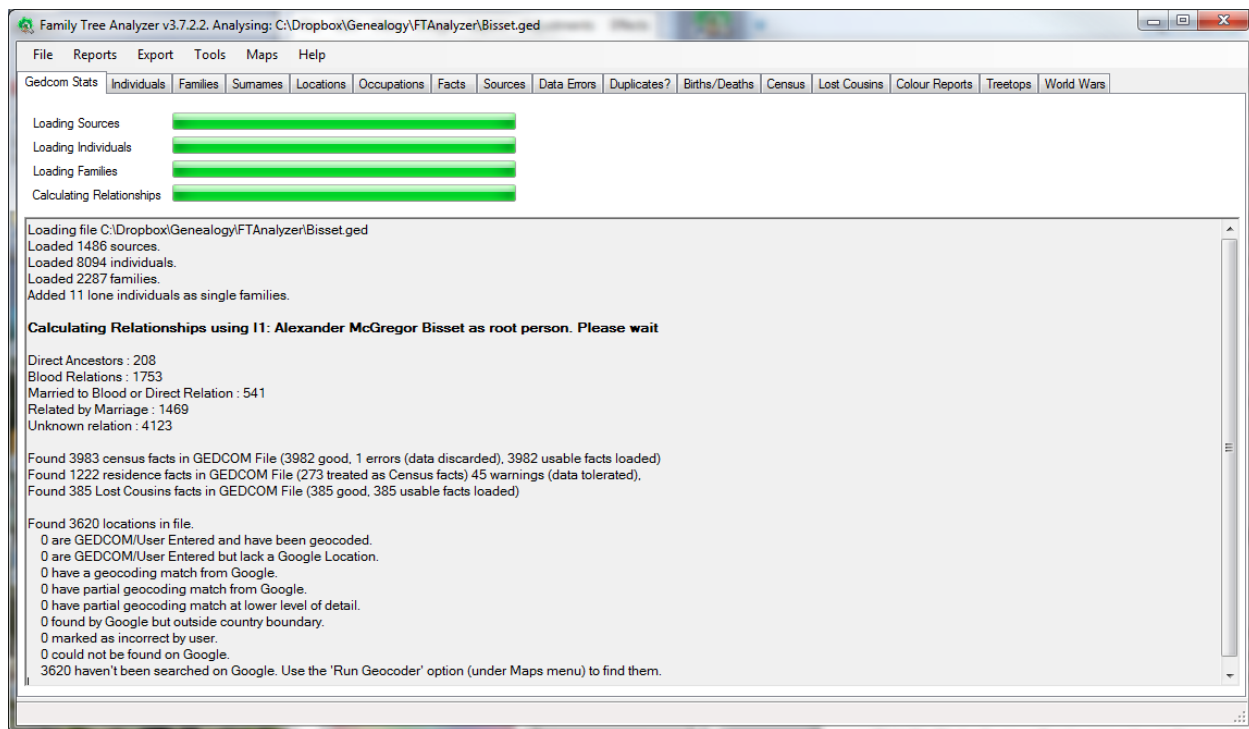 Family Tree Analyzer v3.7.2.2. Analysing: C:\Dropbox\Genealogy\FTAnalyzer\Bisset.ged
File Reports Export Tools Maps Help
Gedcom Stats Individuals Families Surnames Locations Occupations Facts Sources Data Errors Duplicates? Births/Deaths Census Lost Cousins Colour Reports Treetops World Wars
Loading Sources
Loading Individuals
Loading Families
Calculating Relationships
Loading file C:\Dropbox\Genealogy\FTAnalyzer\Bisset.ged
Loaded 1486 sources.
Loaded 8094 individuals.
Loaded 2287 families.
Added 11 lone individuals as single families.
Calculating Relationships using I1: Alexander McGregor Bisset as root person. Please wait
Direct Ancestors : 208
Blood Relations : 1753
Married to Blood or Direct Relation : 541
Related by Marriage : 1469
Unknown relation : 4123
Found 3983 census facts in GEDCOM File (3982 good, 1 errors (data discarded), 3982 usable facts loaded)
Found 1222 residence facts in GEDCOM File (273 treated as Census facts) 45 warnings (data tolerated),
Found 385 Lost Cousins facts in GEDCOM File (385 good, 385 usable facts loaded)
Found 3620 locations in file.
0 are GEDCOM/User Entered and have been geocoded.
0 are GEDCOM/User Entered but lack a Google Location.
0 have a geocoding match from Google.
0 have partial geocoding match from Google.
0 have partial geocoding match at lower level of detail.
0 found by Google but outside country boundary.
0 marked as incorrect by user.
0 could not be found on Google.
3620 haven't been searched on Google. Use the 'Run Geocoder' option (under Maps menu) to find them.